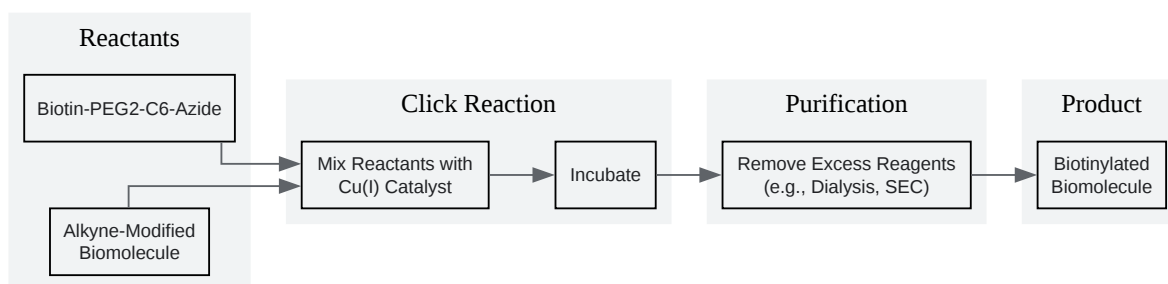 Reactants
Biotin-PEG2-C6-Azide
Alkyne-Modified
Biomolecule
Click Reaction
Mix Reactants with
Cu(I) Catalyst
Incubate
Purification
Remove Excess Reagents
(e.g., Dialysis, SEC)
Product
Biotinylated
Biomolecule